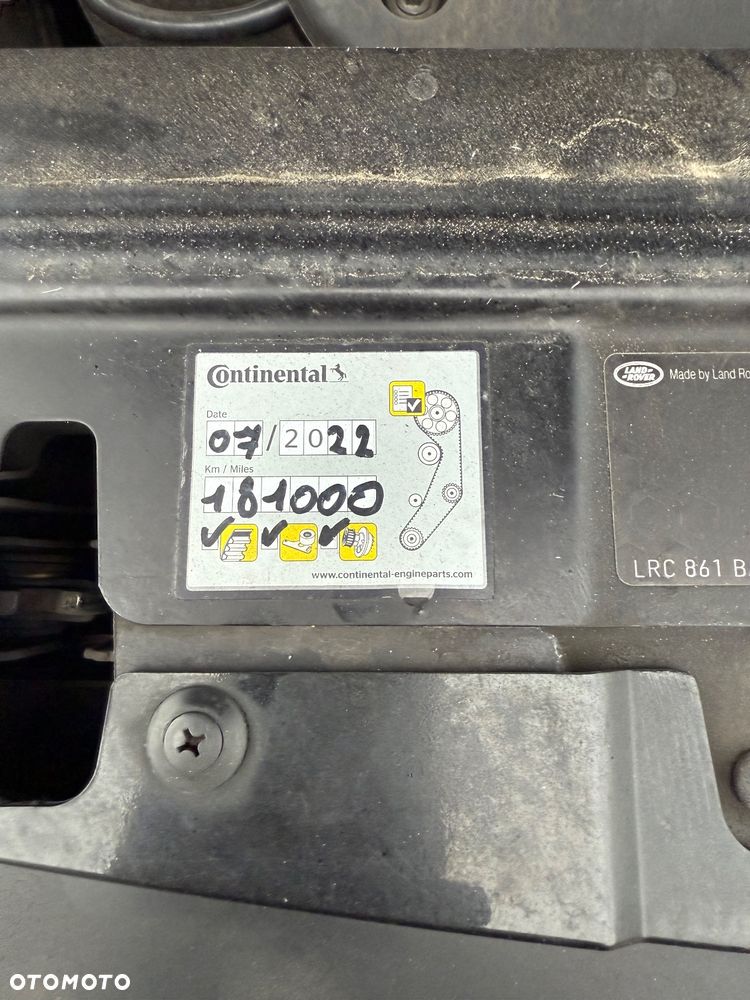 Continental
Date
07/2022
Km / Miles
181000
www.continental-engineparts.com
LAND
ROVER
Made by Land Ro
LRC 861 B
OTOMOTO